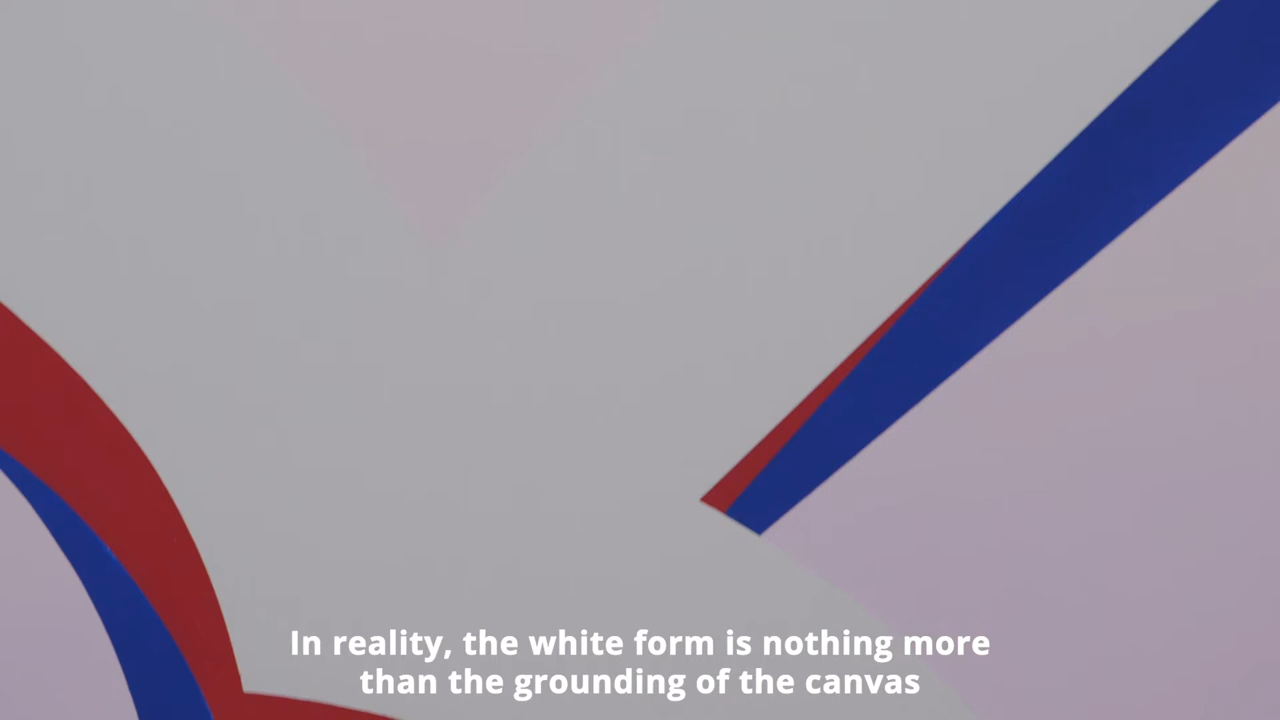 In reality, the white form is nothing more
than the grounding of the canvas